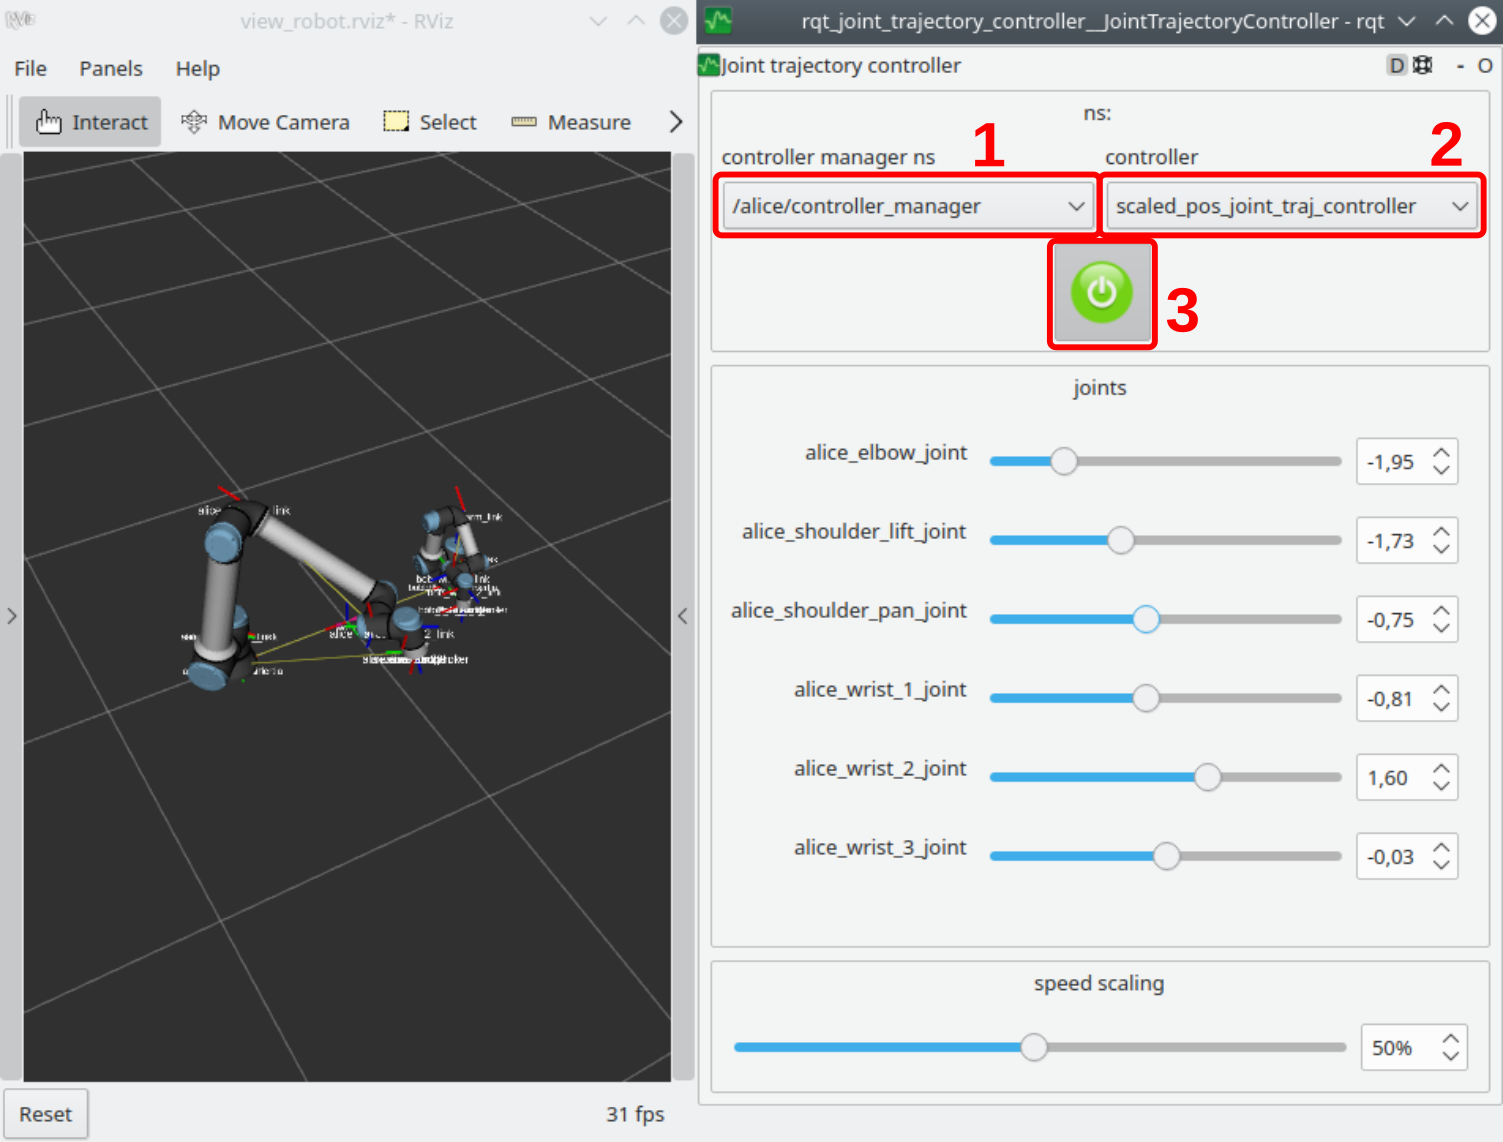 view_robot.rviz* - RViz
File Panels Help
Interact Move Camera Select Measure
Reset
31 fps
rqt_joint_trajectory_controller__JointTrajectoryController - rqt
Joint trajectory controller
D - O
ns:
controller manager ns 1 controller 2
/alice/controller_manager scaled_pos_joint_traj_controller
3
joints
alice_elbow_joint -1,95
alice_shoulder_lift_joint -1,73
alice_shoulder_pan_joint -0,75
alice_wrist_1_joint -0,81
alice_wrist_2_joint 1,60
alice_wrist_3_joint -0,03
speed scaling
50%